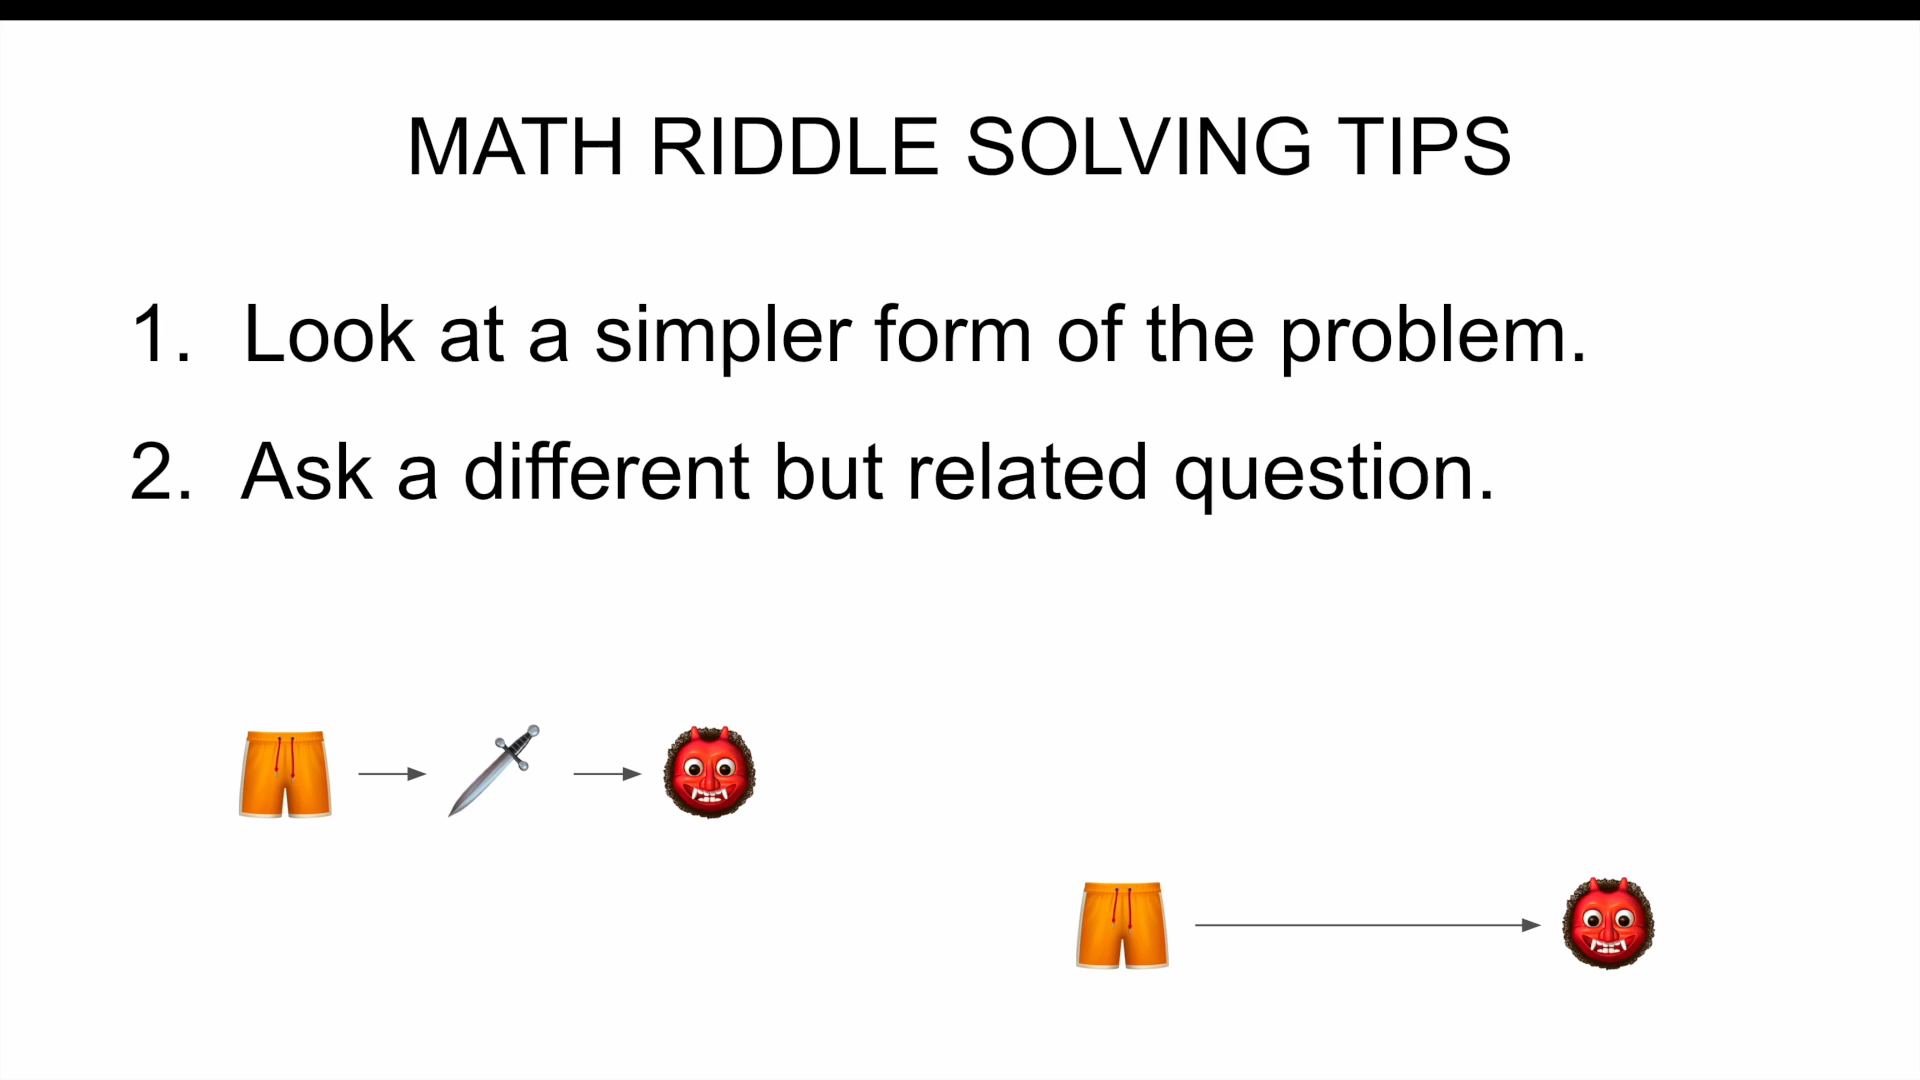 MATH RIDDLE SOLVING TIPS
1. Look at a simpler form of the problem.
2. Ask a different but related question.